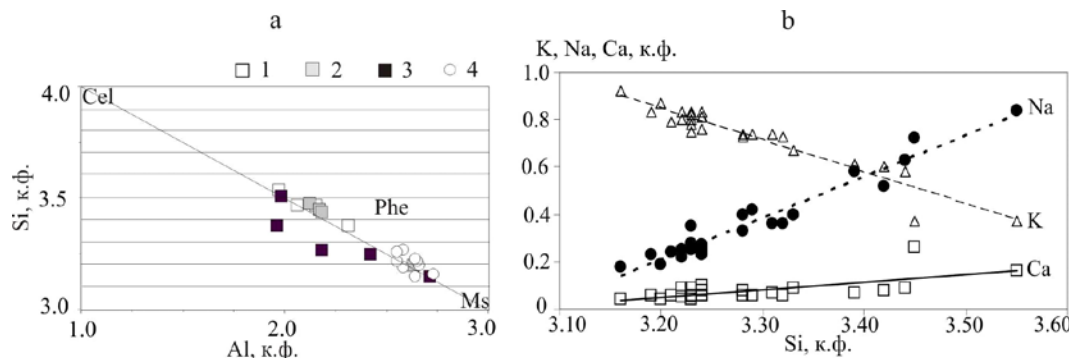 a
1 2 3 4
4.0
Cel
3.5
Phe
3.0
Ms
1.0 2.0 3.0
Si, к.ф.
Al, к.ф.
b
K, Na, Ca, к.ф.
1.0
0.8
0.6
0.4
0.2
0
Na
K
Ca
3.10 3.20 3.30 3.40 3.50 3.60
Si, к.ф.